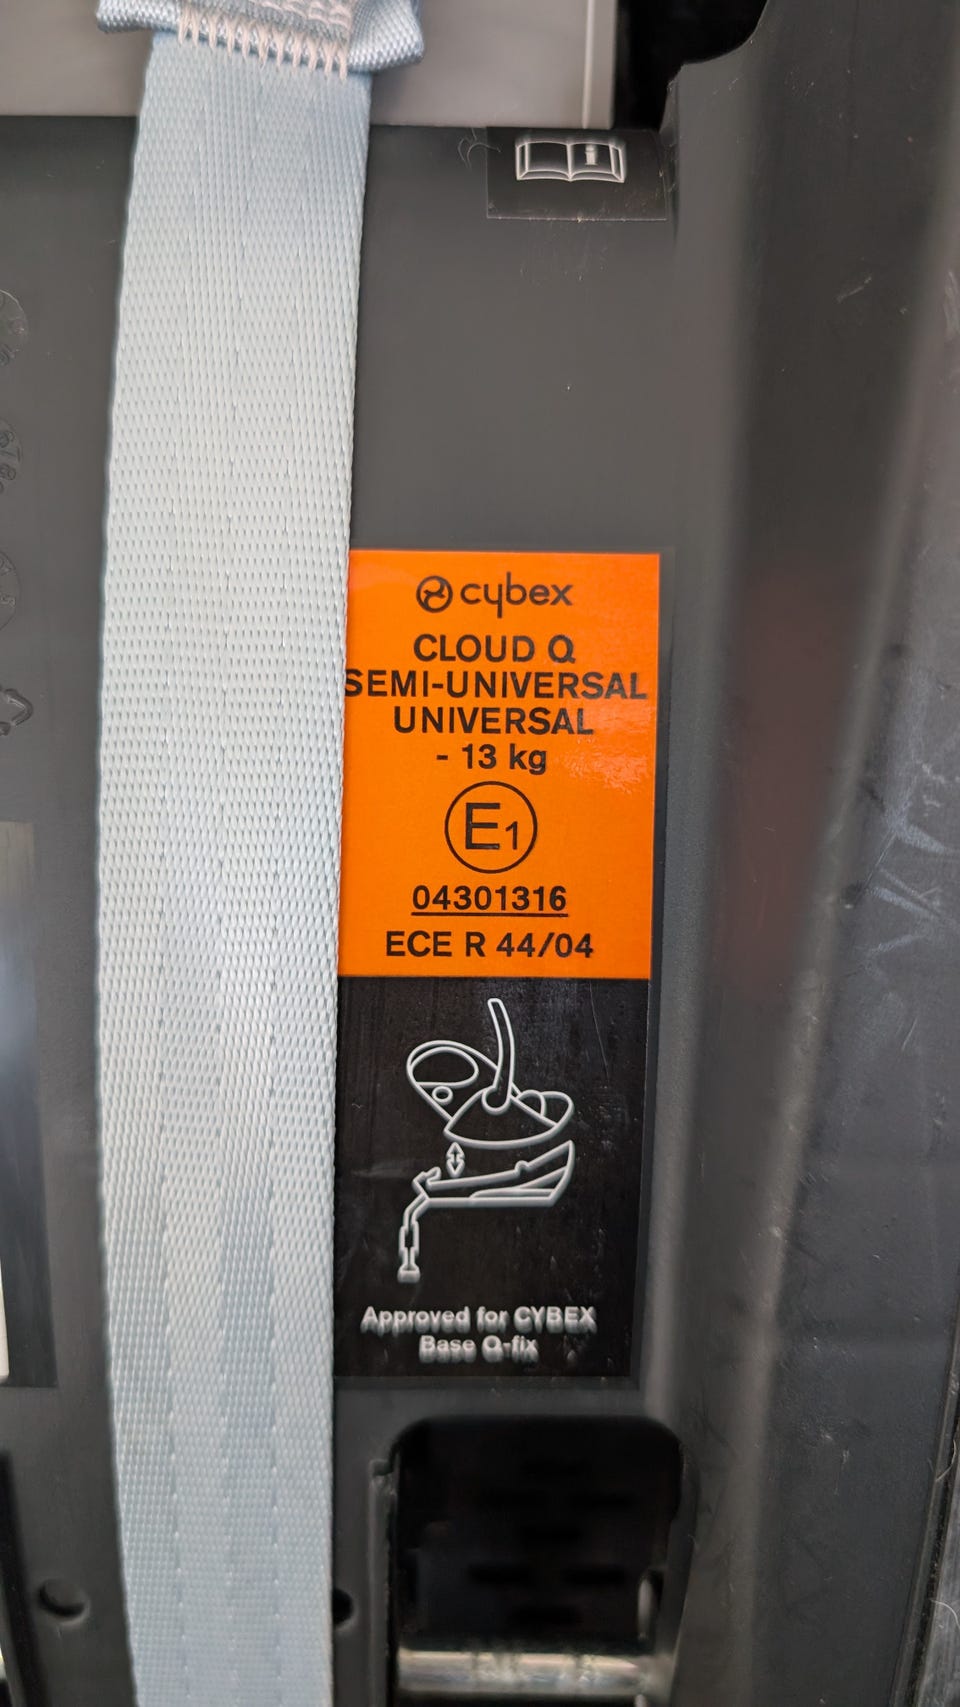 i
cybex
CLOUD Q
SEMI-UNIVERSAL
UNIVERSAL
- 13 kg
E1
04301316
ECE R 44/04
Approved for CYBEX
Base Q-fix